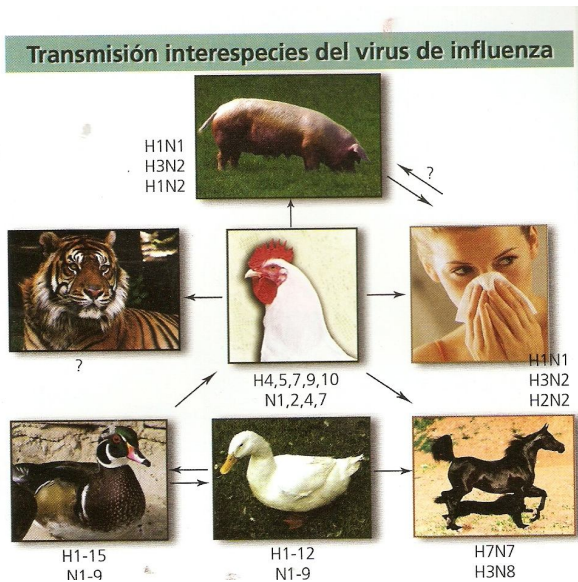 Transmisión interespecies del virus de influenza
H1N1
H3N2
H1N2
?
?
H4,5,7,9,10
N1,2,4,7
H1N1
H3N2
H2N2
H1-15
N1-9
H1-12
N1-9
H7N7
H3N8